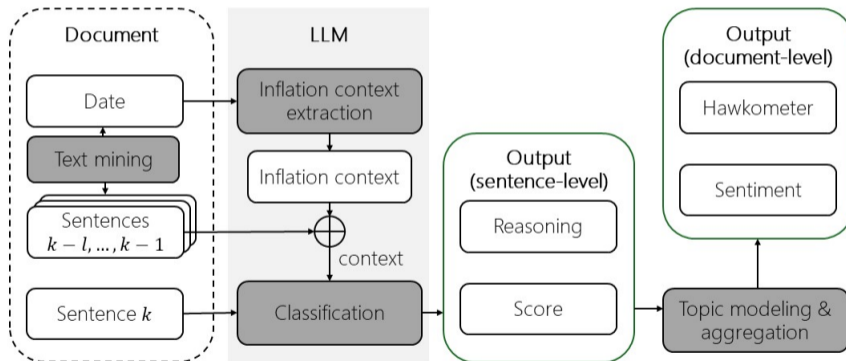 Document
Date
Text mining
Sentences
k − l, … , k − 1
Sentence k
LLM
Inflation context
extraction
Inflation context
context
Classification
Output
(sentence-level)
Reasoning
Score
Output
(document-level)
Hawkometer
Sentiment
Topic modeling &
aggregation